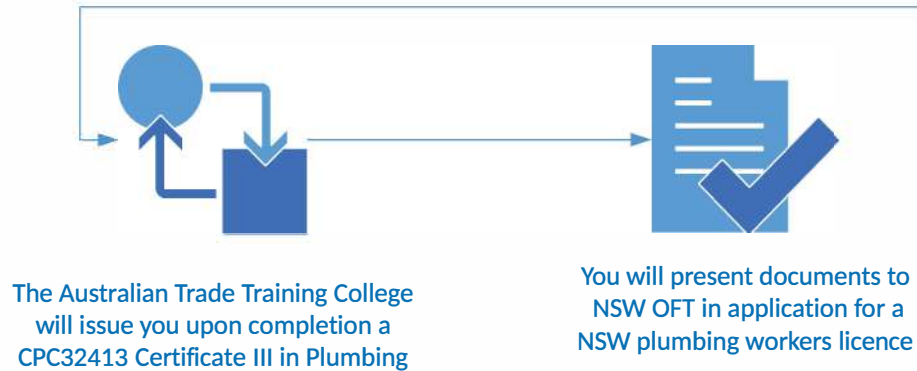 The Australian Trade Training College
will issue you upon completion a
CPC32413 Certificate III in Plumbing
You will present documents to
NSW OFT in application for a
NSW plumbing workers licence